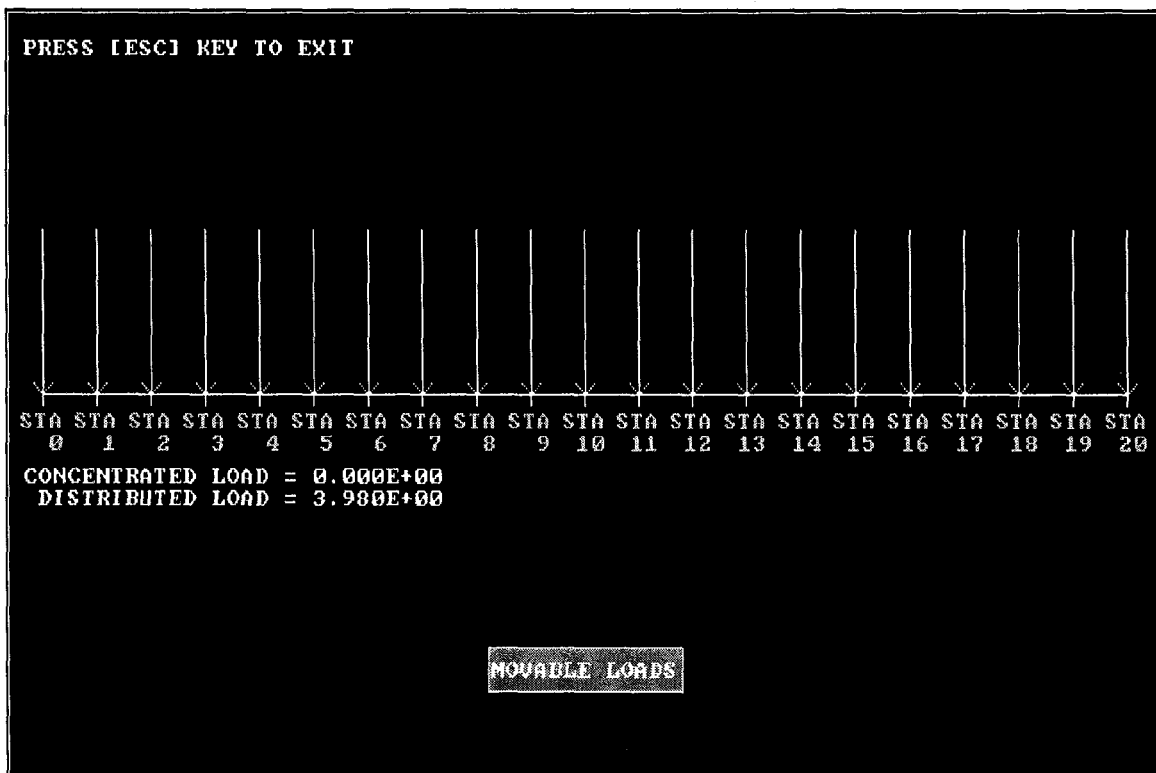 PRESS [ESC] KEY TO EXIT
STA STA STA STA STA STA STA STA STA STA STA STA STA STA STA STA STA STA STA STA STA
0 1 2 3 4 5 6 7 8 9 10 11 12 13 14 15 16 17 18 19 20
CONCENTRATED LOAD = 0.000E+00
DISTRIBUTED LOAD = 3.980E+00
MOVABLE LOADS